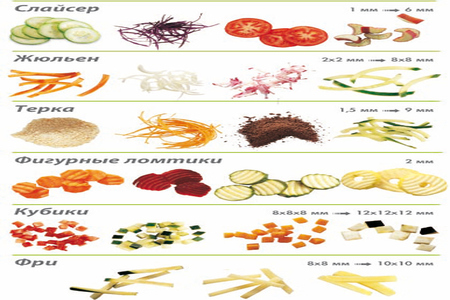 Слайсер 1 мм → 6 мм
Жюльен 2x2 мм → 8x8 мм
Терка 1,5 мм → 9 мм
Фигурные ломтики 2 мм
Кубики 8x8x8 мм → 12x12x12 мм
Фри 8x8 мм → 10x10 мм